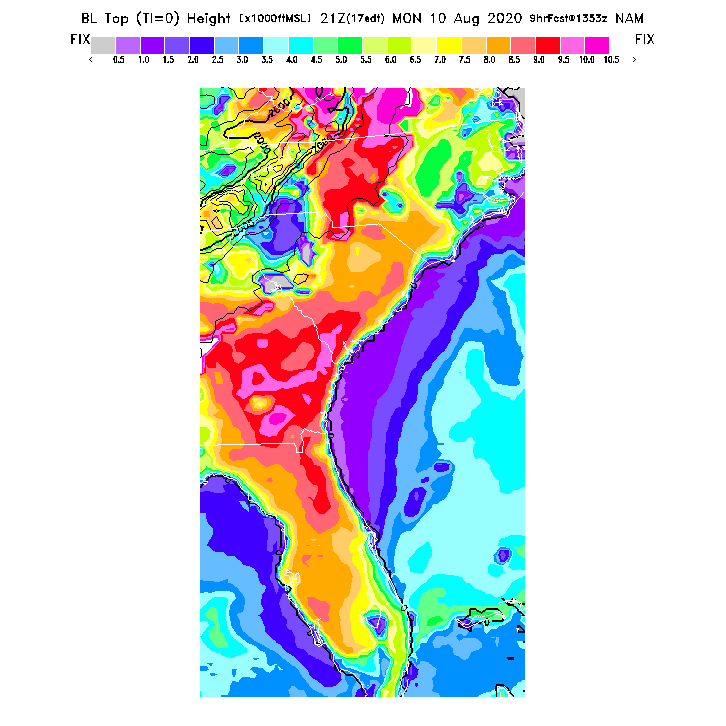 BL Top (TI=0) Height [x1000ftMSL] 21Z(17edt) MON 10 Aug 2020 9hrFcst@1353z NAM
FIX FIX
< 0.5 1.0 1.5 2.0 2.5 3.0 3.5 4.0 4.5 5.0 5.5 6.0 6.5 7.0 7.5 8.0 8.5 9.0 9.5 10.0 10.5 >
2000
2000